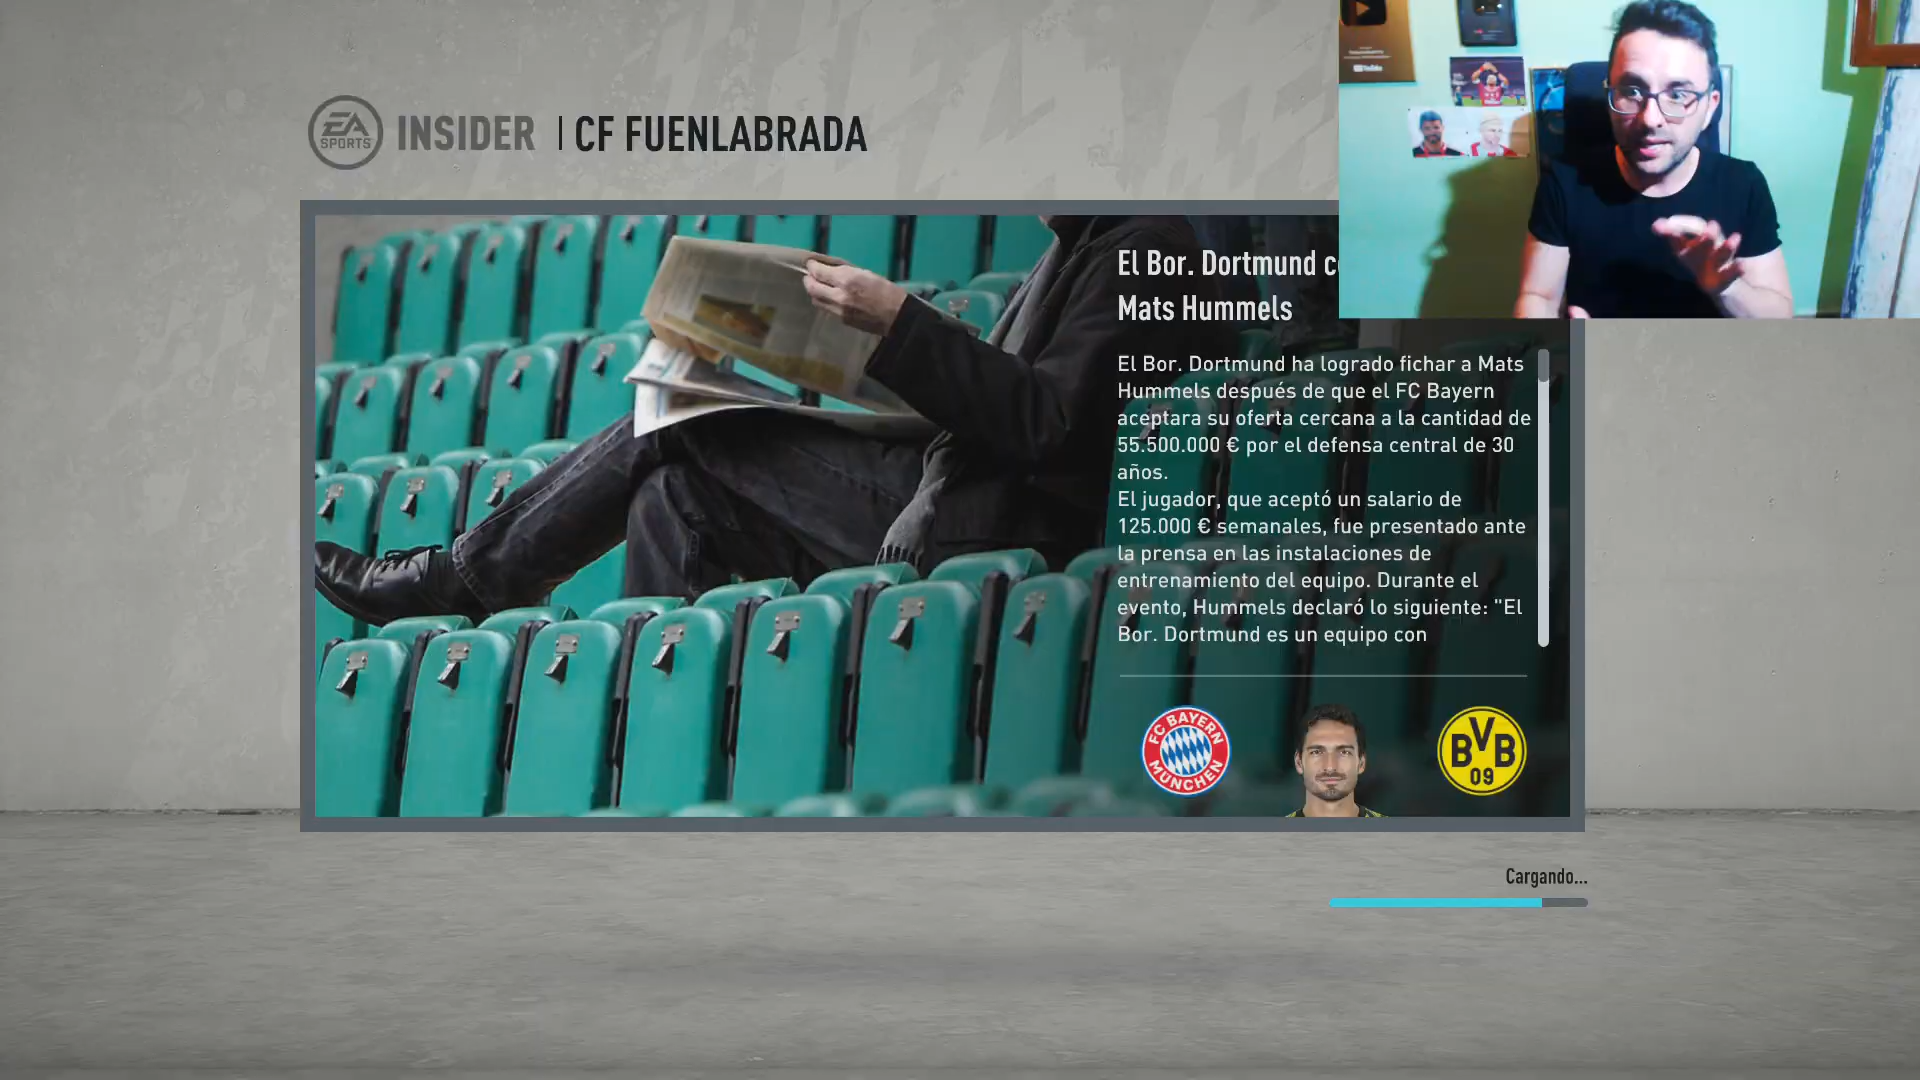 EA
SPORTS
INSIDER | CF FUENLABRADA
El Bor. Dortmund
Mats Hummels
El Bor. Dortmund ha logrado fichar a Mats
Hummels después de que el FC Bayern
aceptara su oferta cercana a la cantidad de
55.500.000 € por el defensa central de 30
años.
El jugador, que aceptó un salario de
125.000 € semanales, fue presentado ante
la prensa en las instalaciones de
entrenamiento del equipo. Durante el
evento, Hummels declaró lo siguiente: "El
Bor. Dortmund es un equipo con
FC BAYERN
MÜNCHEN
BVB
09
Cargando...
YouTube